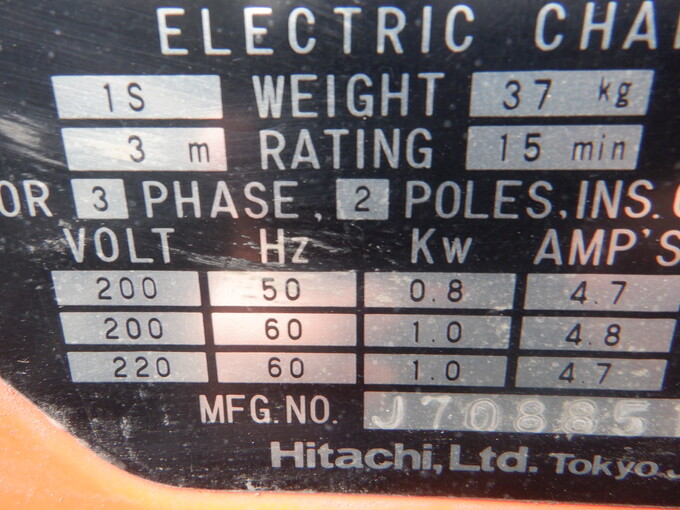 ELECTRIC CHA
1S WEIGHT 37 kg
3 m RATING 15 min
OR 3 PHASE, 2 POLES, INS.
VOLT Hz Kw AMP'S
200 50 0.8 4.7
200 60 1.0 4.8
220 60 1.0 4.7
MFG.NO. J70885
Hitachi, Ltd. Tokyo